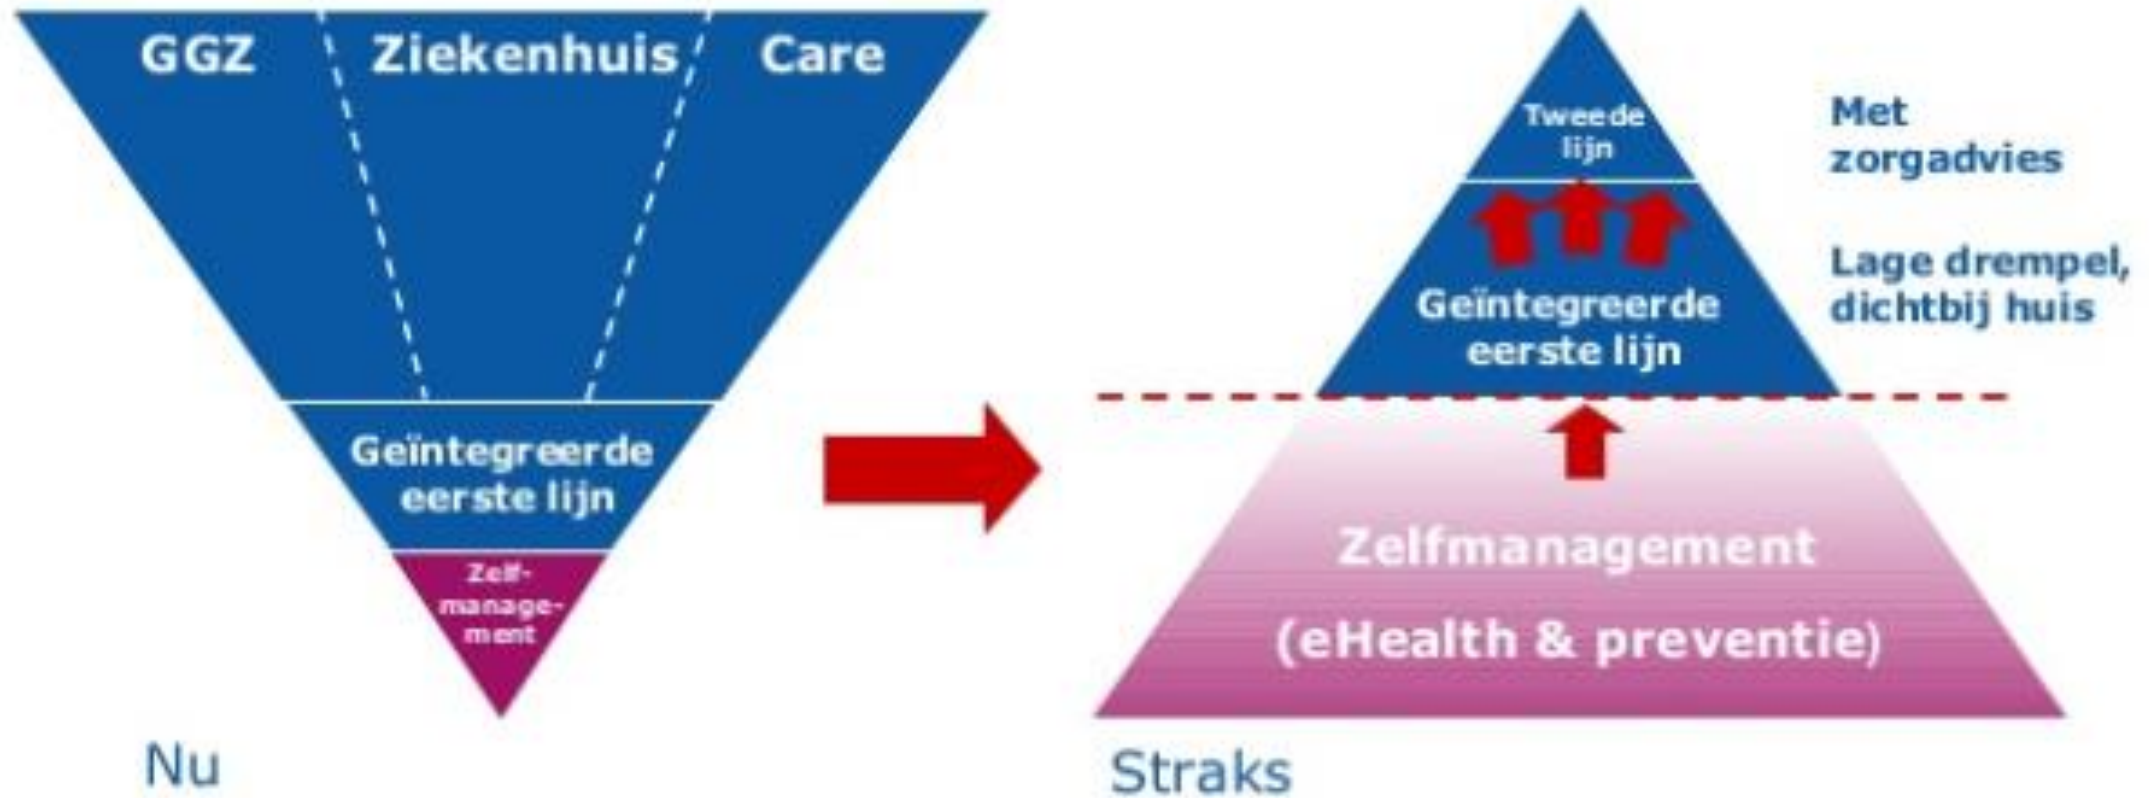 GGZ Ziekenhuis Care
Geïntegreerde
eerste lijn
Zelf-
manage-
ment
Nu
Tweede
lijn
Met
zorgadvies
Geïntegreerde
eerste lijn
Lage drempel,
dichtbij huis
Zelfmanagement
(eHealth & preventie)
Straks